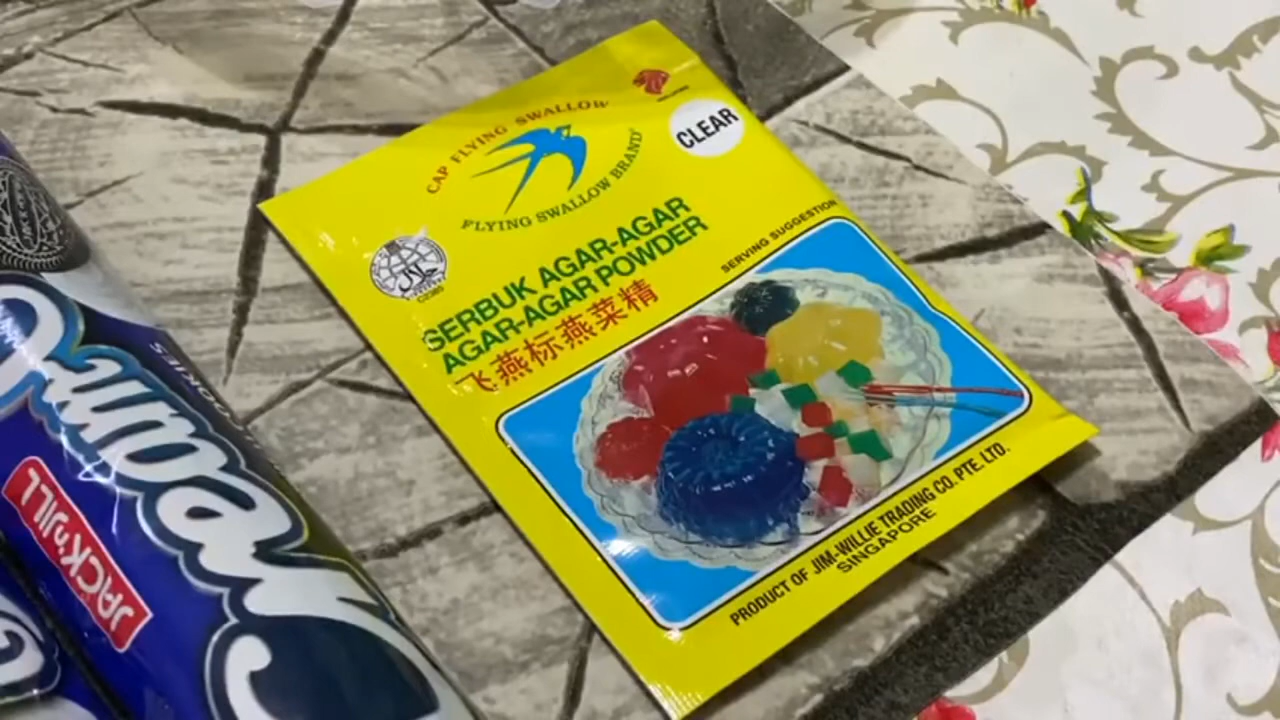 CAP FLYING SWALLOW
FLYING SWALLOW BRAND
CLEAR
SERBUK AGAR-AGAR
AGAR-AGAR POWDER
飞燕标燕菜精
SERVING SUGGESTION
PRODUCT OF JIM-WILLIE TRADING CO. PTE. LTD.
SINGAPORE
JACK 'n JILL